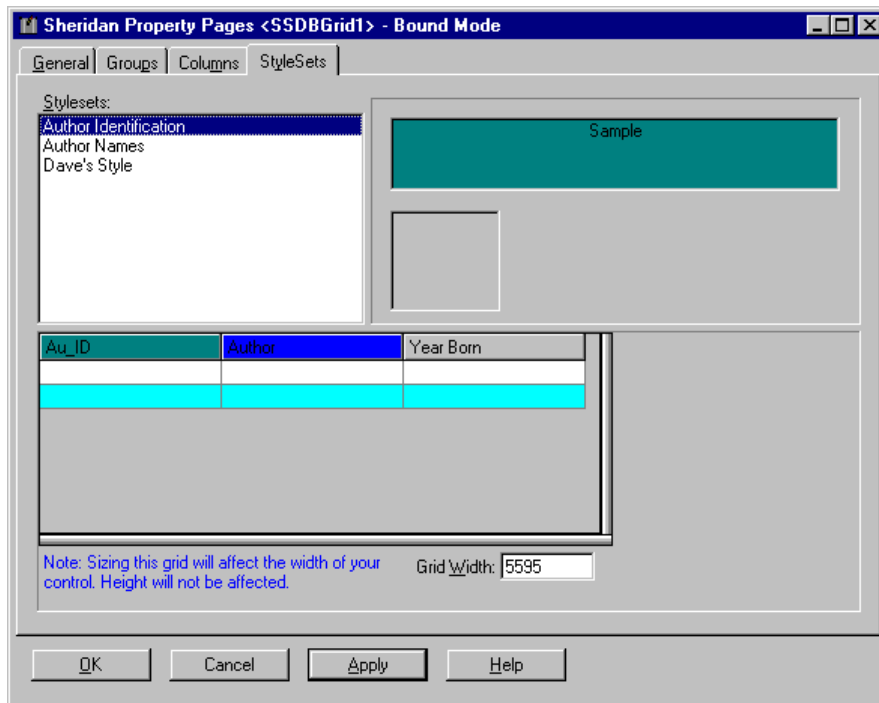 Sheridan Property Pages <SSDBGrid1> - Bound Mode
General Groups Columns StyleSets
Stylesets:
Author Identification
Author Names
Dave's Style
Sample
Au_ID Author Year Born
Note: Sizing this grid will affect the width of your
control. Height will not be affected.
Grid Width: 5595
OK Cancel Apply Help